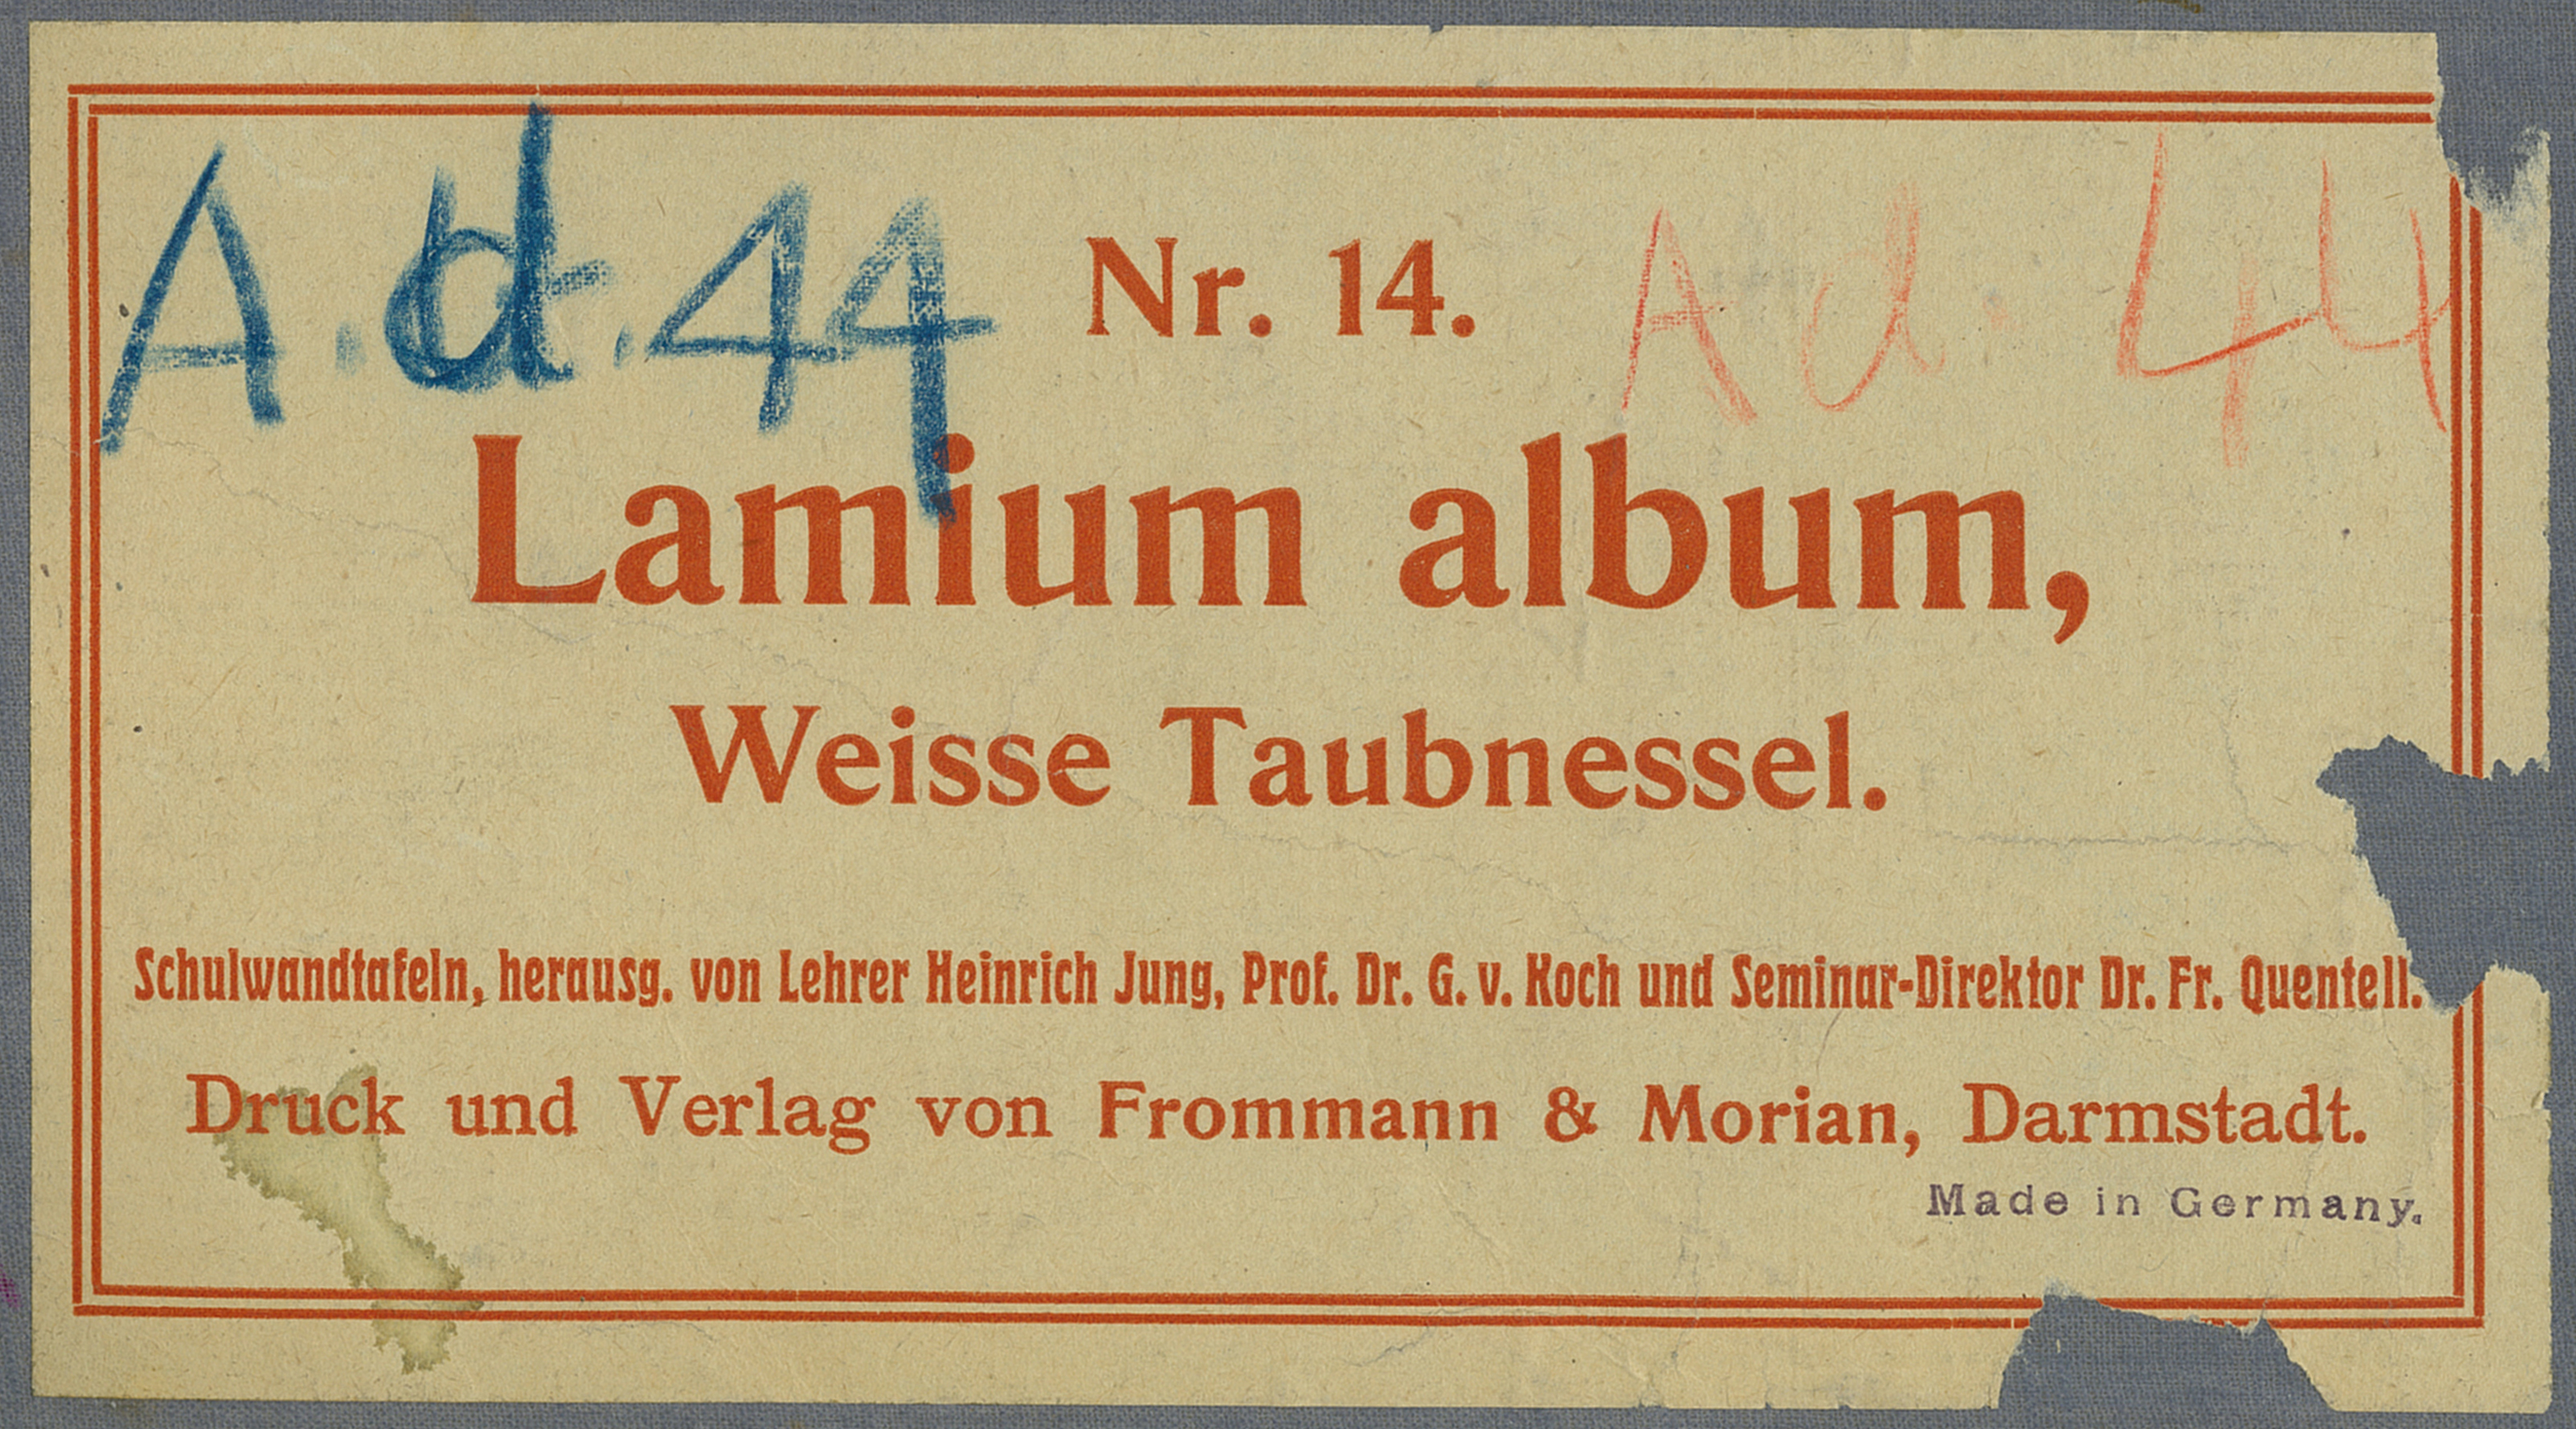 A.d.44 Nr. 14. Ad. 44
Lamium album,
Weisse Taubnessel.
Schulwandtafeln, herausg. von Lehrer Heinrich Jung, Prof. Dr. G. v. Koch und Seminar-Direktor Dr. Fr. Quentell.
Druck und Verlag von Frommann & Morian, Darmstadt.
Made in Germany.